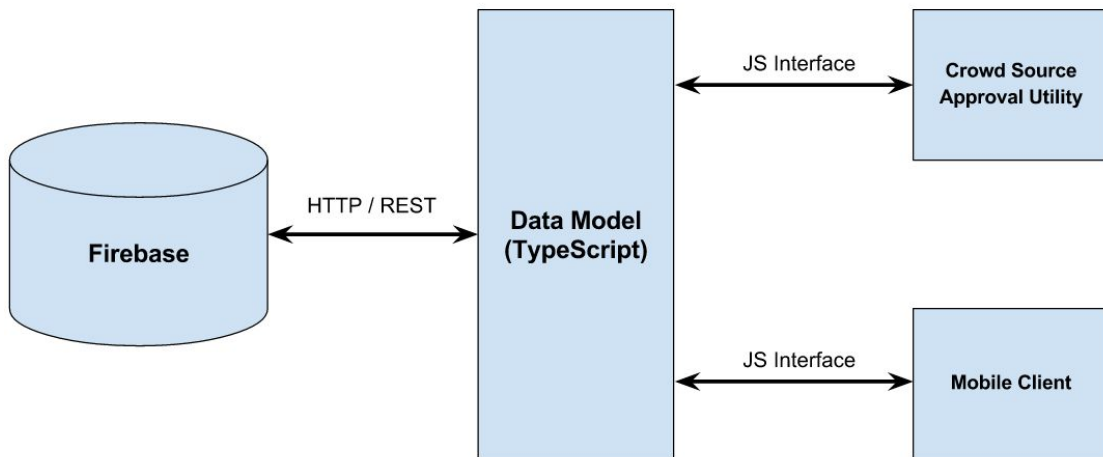 Firebase
HTTP / REST
Data Model
(TypeScript)
JS Interface
Crowd Source
Approval Utility
JS Interface
Mobile Client